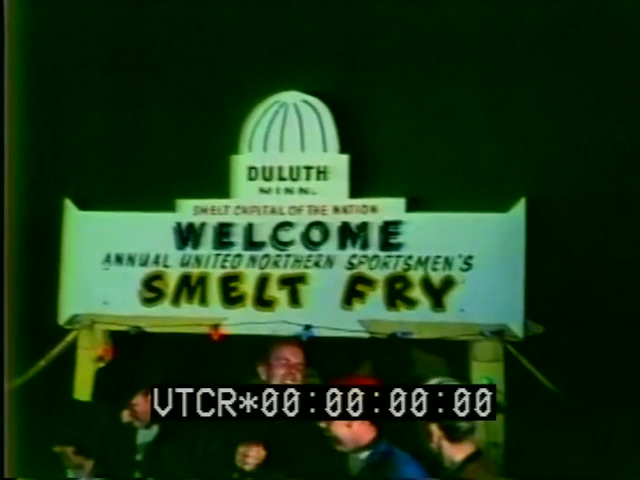 DULUTH
MINN.
SMELT CAPITAL OF THE NATION
WELCOME
ANNUAL UNITED NORTHERN SPORTSMEN'S
SMELT FRY
VTCR*00:00:00:00